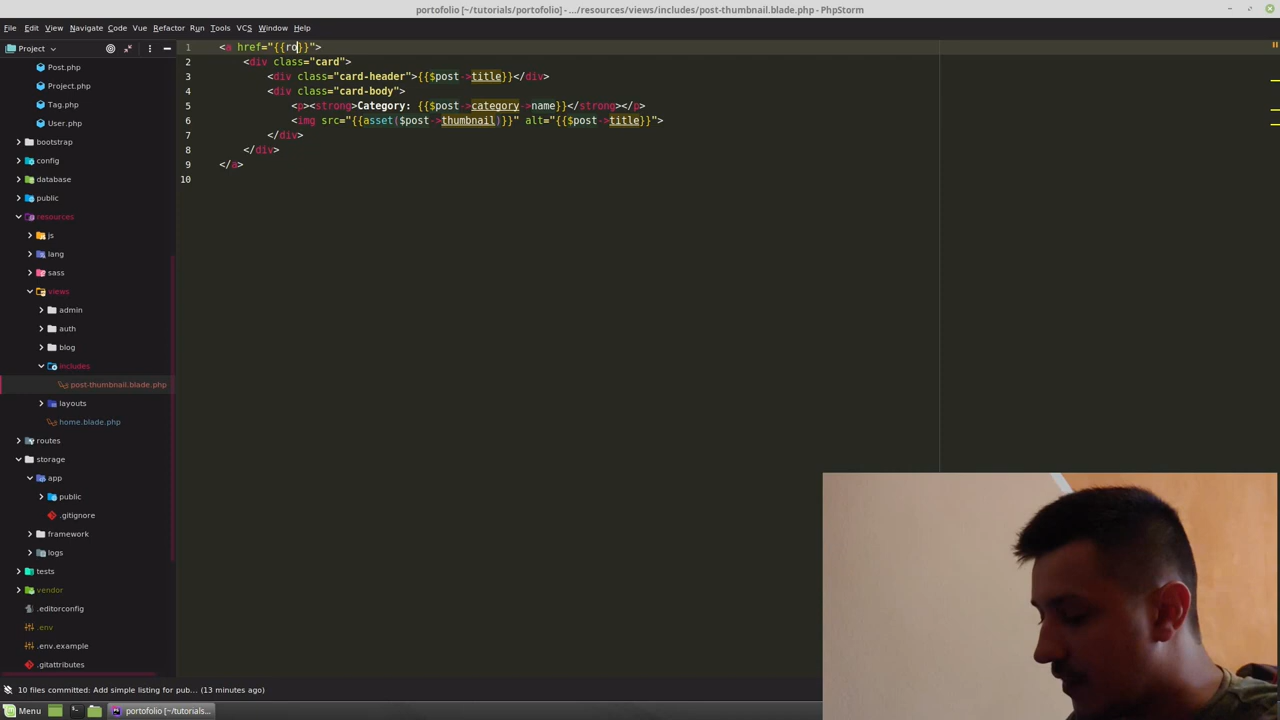 portofolio [~/tutorials/portofolio] - .../resources/views/includes/post-thumbnail.blade.php - PhpStorm
File Edit View Navigate Code Vue Refactor Run Tools VCS Window Help
Project
Post.php
Project.php
Tag.php
User.php
bootstrap
config
database
public
resources
js
lang
sass
views
admin
auth
blog
includes
post-thumbnail.blade.php
layouts
home.blade.php
routes
storage
app
public
.gitignore
framework
logs
tests
vendor
.editorconfig
.env
.env.example
.gitattributes
1 <a href="{{ro}}">
2 <div class="card">
3 <div class="card-header">{{$post->title}}</div>
4 <div class="card-body">
5 <p><strong>Category: {{$post->category->name}}</strong></p>
6 <img src="{{asset($post->thumbnail)}}" alt="{{$post->title}}">
7 </div>
8 </div>
9 </a>
10
10 files committed: Add simple listing for pub... (13 minutes ago)
Menu portofolio [~/tutorials...